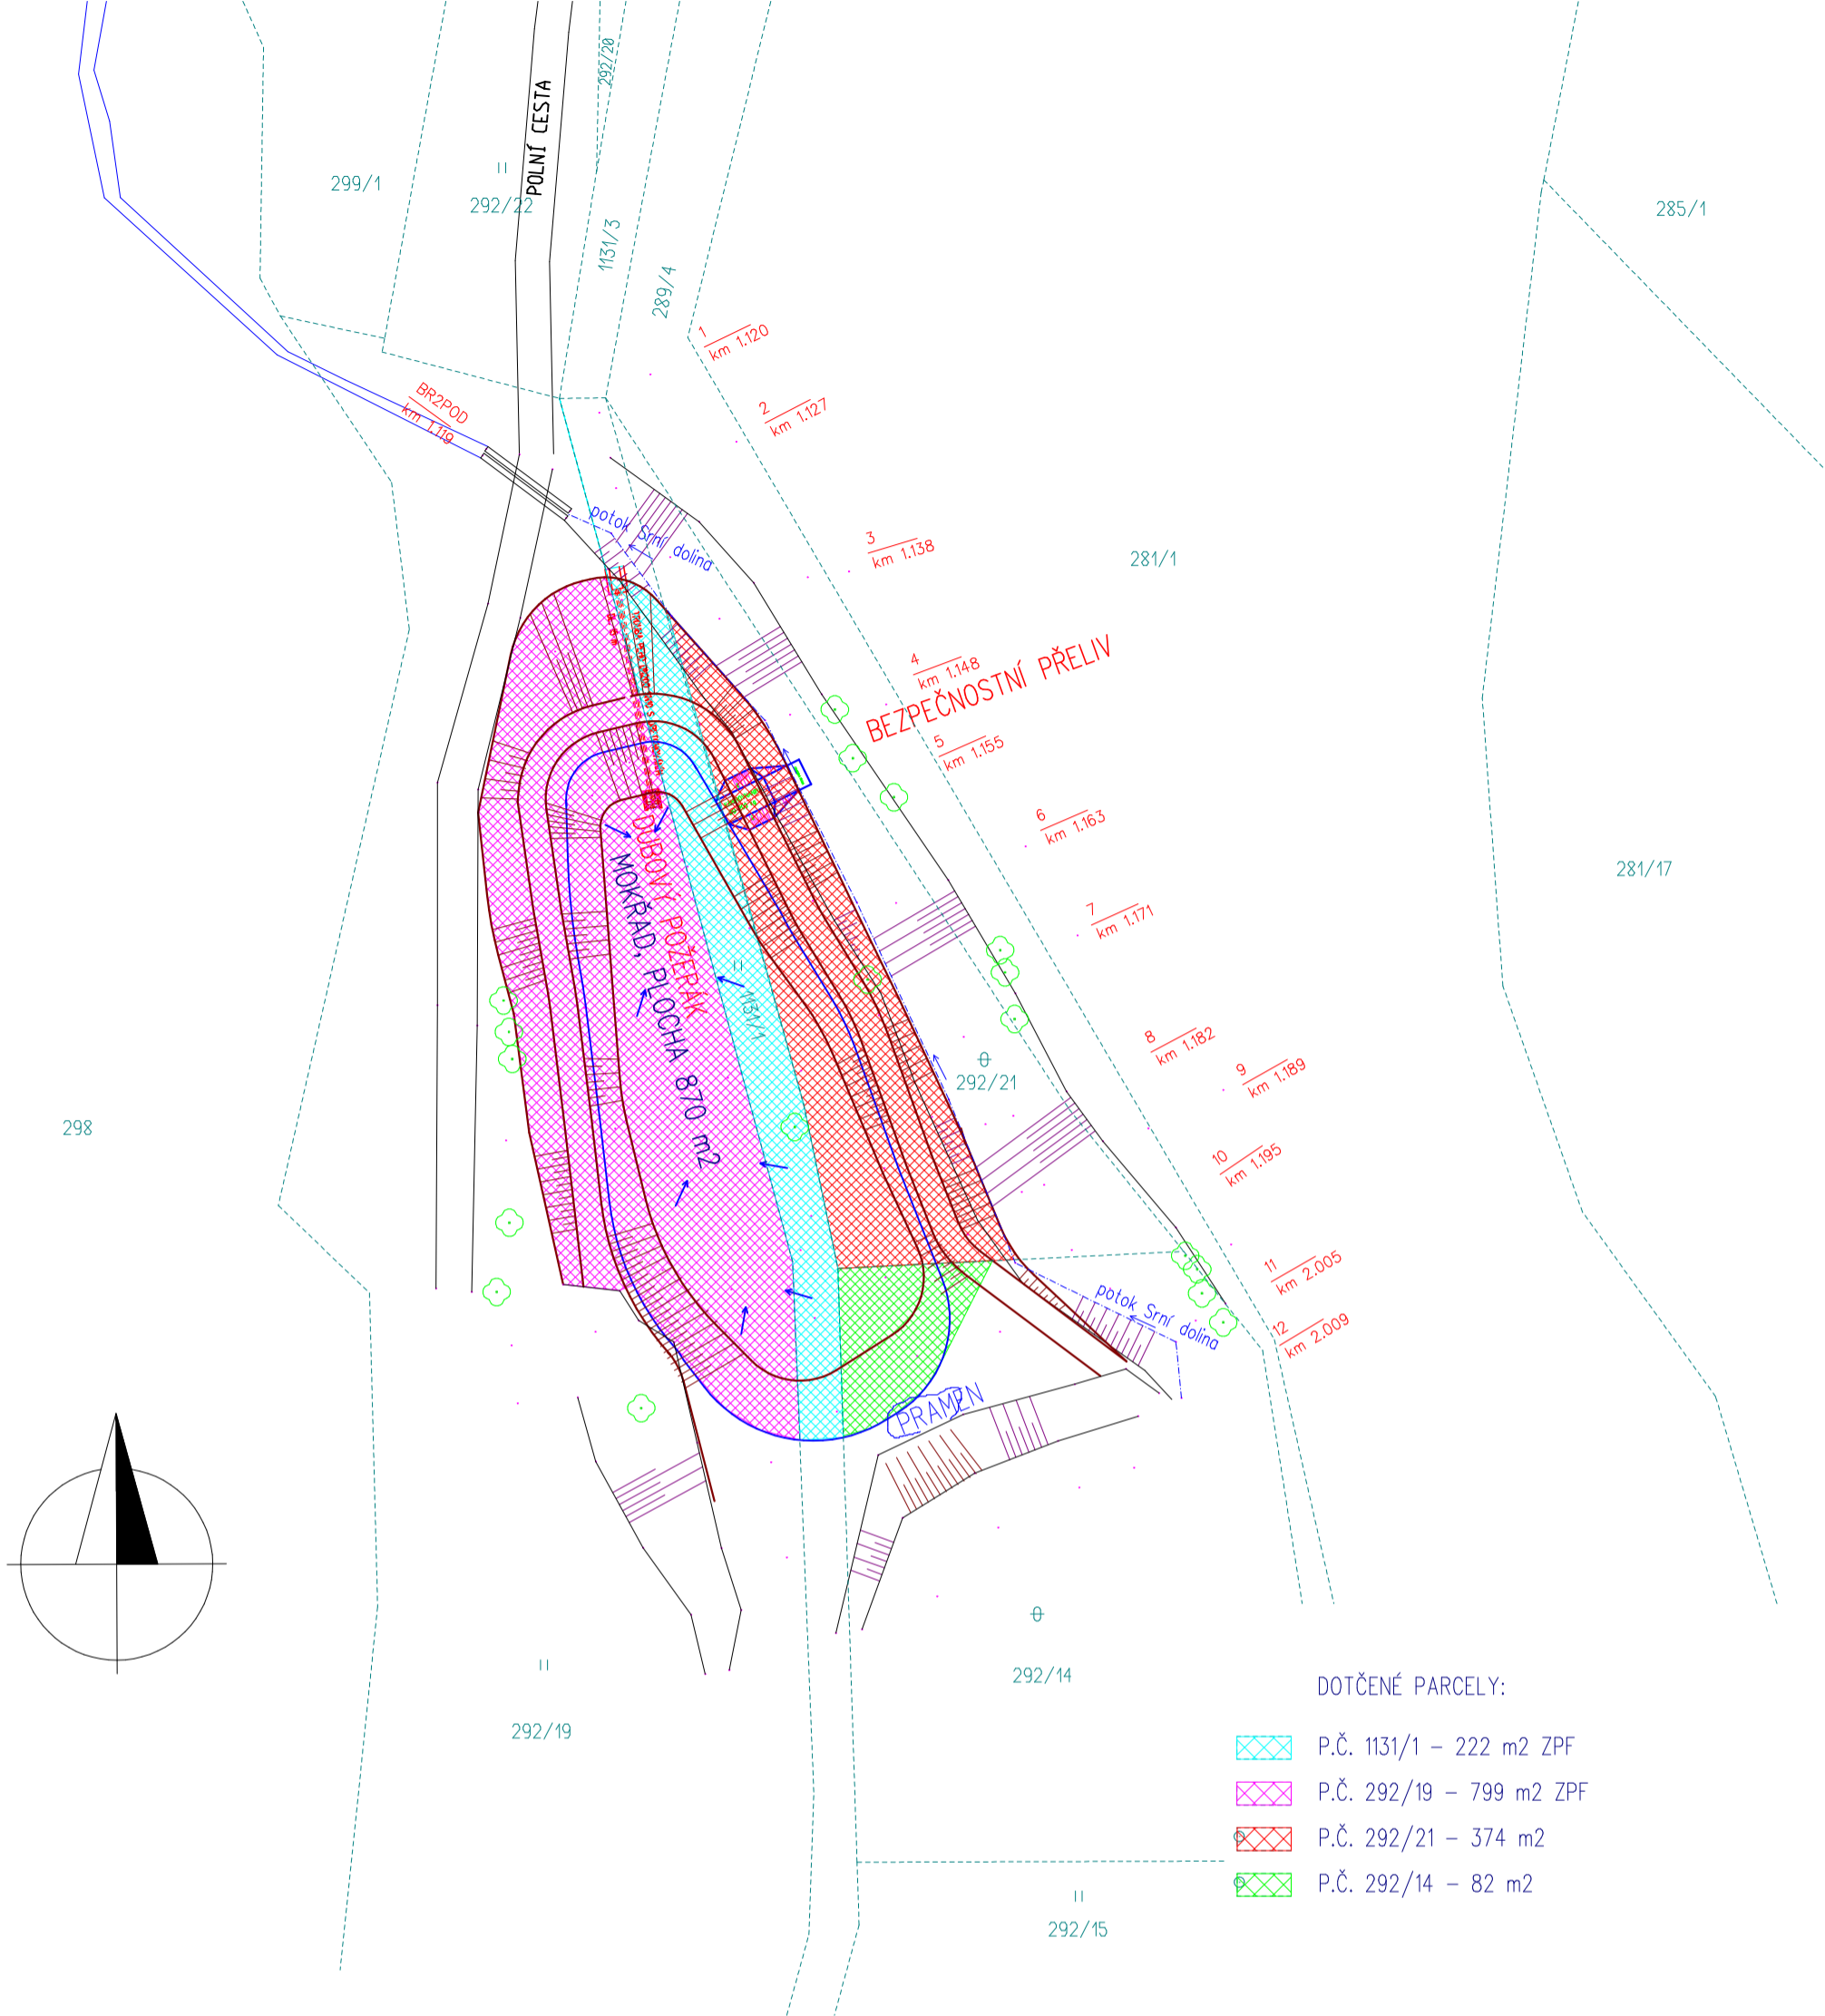 292/20
POLNÍ CESTA
299/1
292/22
285/1
1131/3
289/4
1
km 1.120
BR2POD
km 1.119
2
km 1.127
potok Srní dolina
3
km 1.138
281/1
4
km 1.148
BEZPEČNOSTNÍ PŘELIV
5
km 1.155
6
km 1.163
DUBOVÝ POŽERÁK
MOKŘAD, PLOCHA 870 m2
281/17
7
km 1.171
1131/1
8
km 1.182
292/21
9
km 1.189
298
10
km 1.195
11
km 2.005
potok Srní dolina
12
km 2.009
PRAMEN
292/14
292/19
DOTČENÉ PARCELY:
P.Č. 1131/1 – 222 m2 ZPF
P.Č. 292/19 – 799 m2 ZPF
P.Č. 292/21 – 374 m2
P.Č. 292/14 – 82 m2
292/15